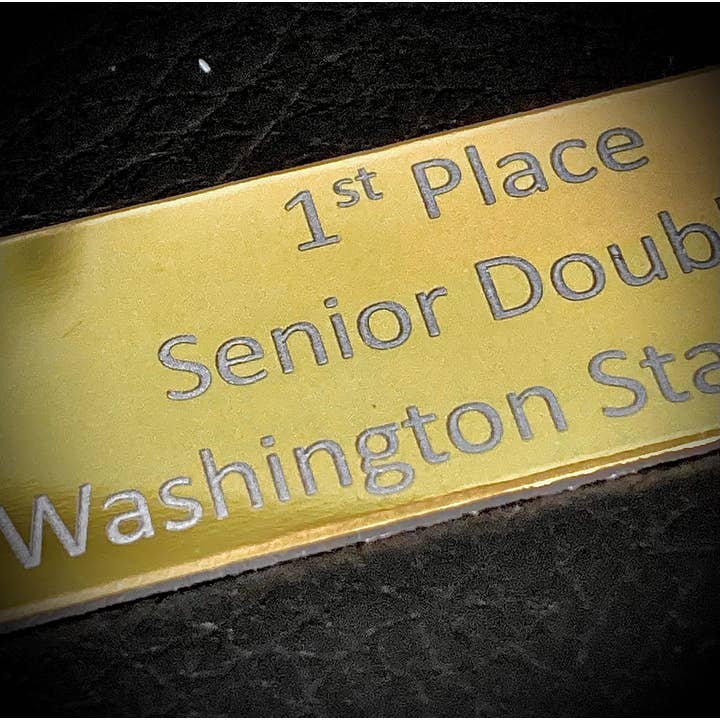 1st Place
Senior Doub
Washington Sta